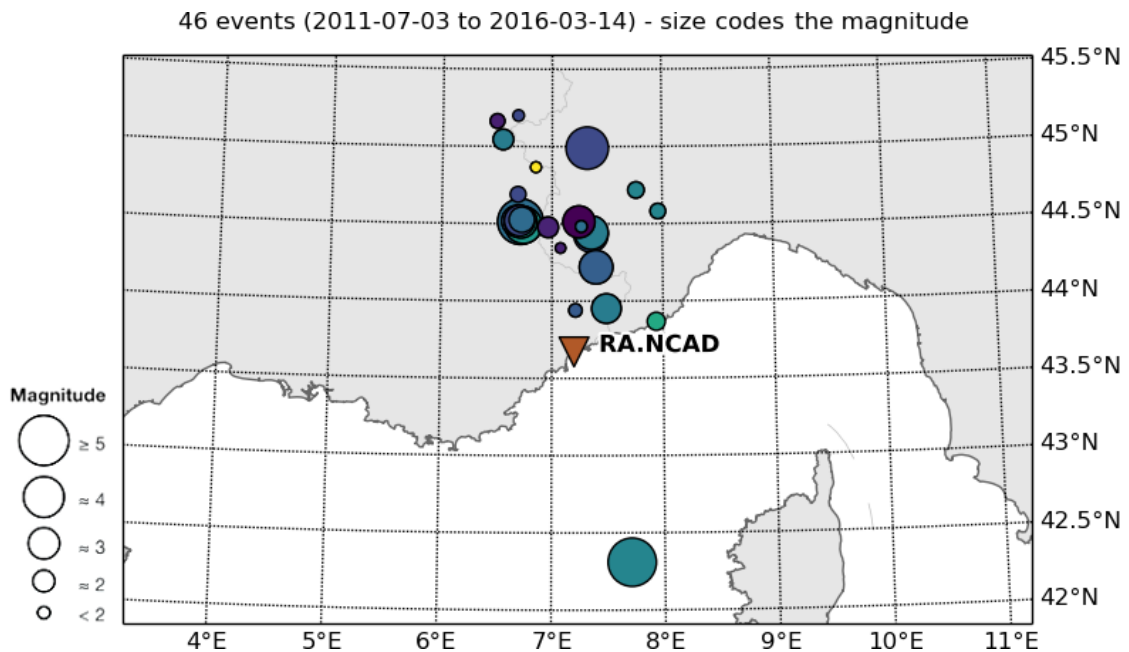 46 events (2011-07-03 to 2016-03-14) - size codes the magnitude
45.5°N
45°N
44.5°N
44°N
43.5°N
43°N
42.5°N
42°N
RA.NCAD
Magnitude
≥ 5
≈ 4
≈ 3
≈ 2
< 2
4°E 5°E 6°E 7°E 8°E 9°E 10°E 11°E